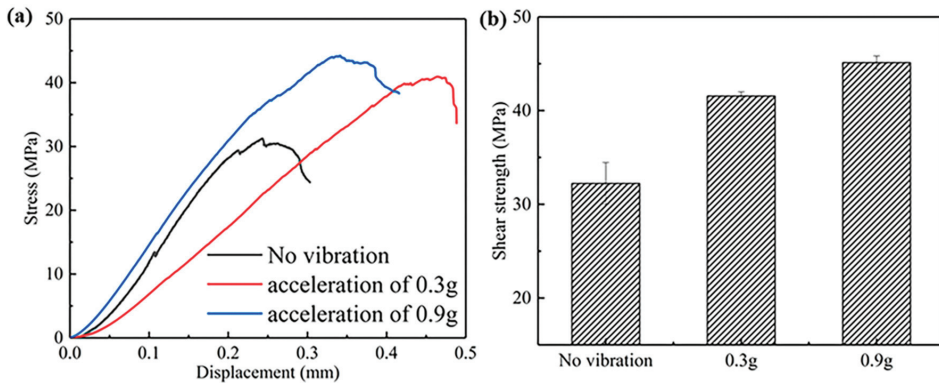 (a)
50
40
30
20
10
0
Stress (MPa)
No vibration
acceleration of 0.3g
acceleration of 0.9g
0.0 0.1 0.2 0.3 0.4 0.5
Displacement (mm)
(b)
50
40
30
20
Shear strength (MPa)
No vibration 0.3g 0.9g